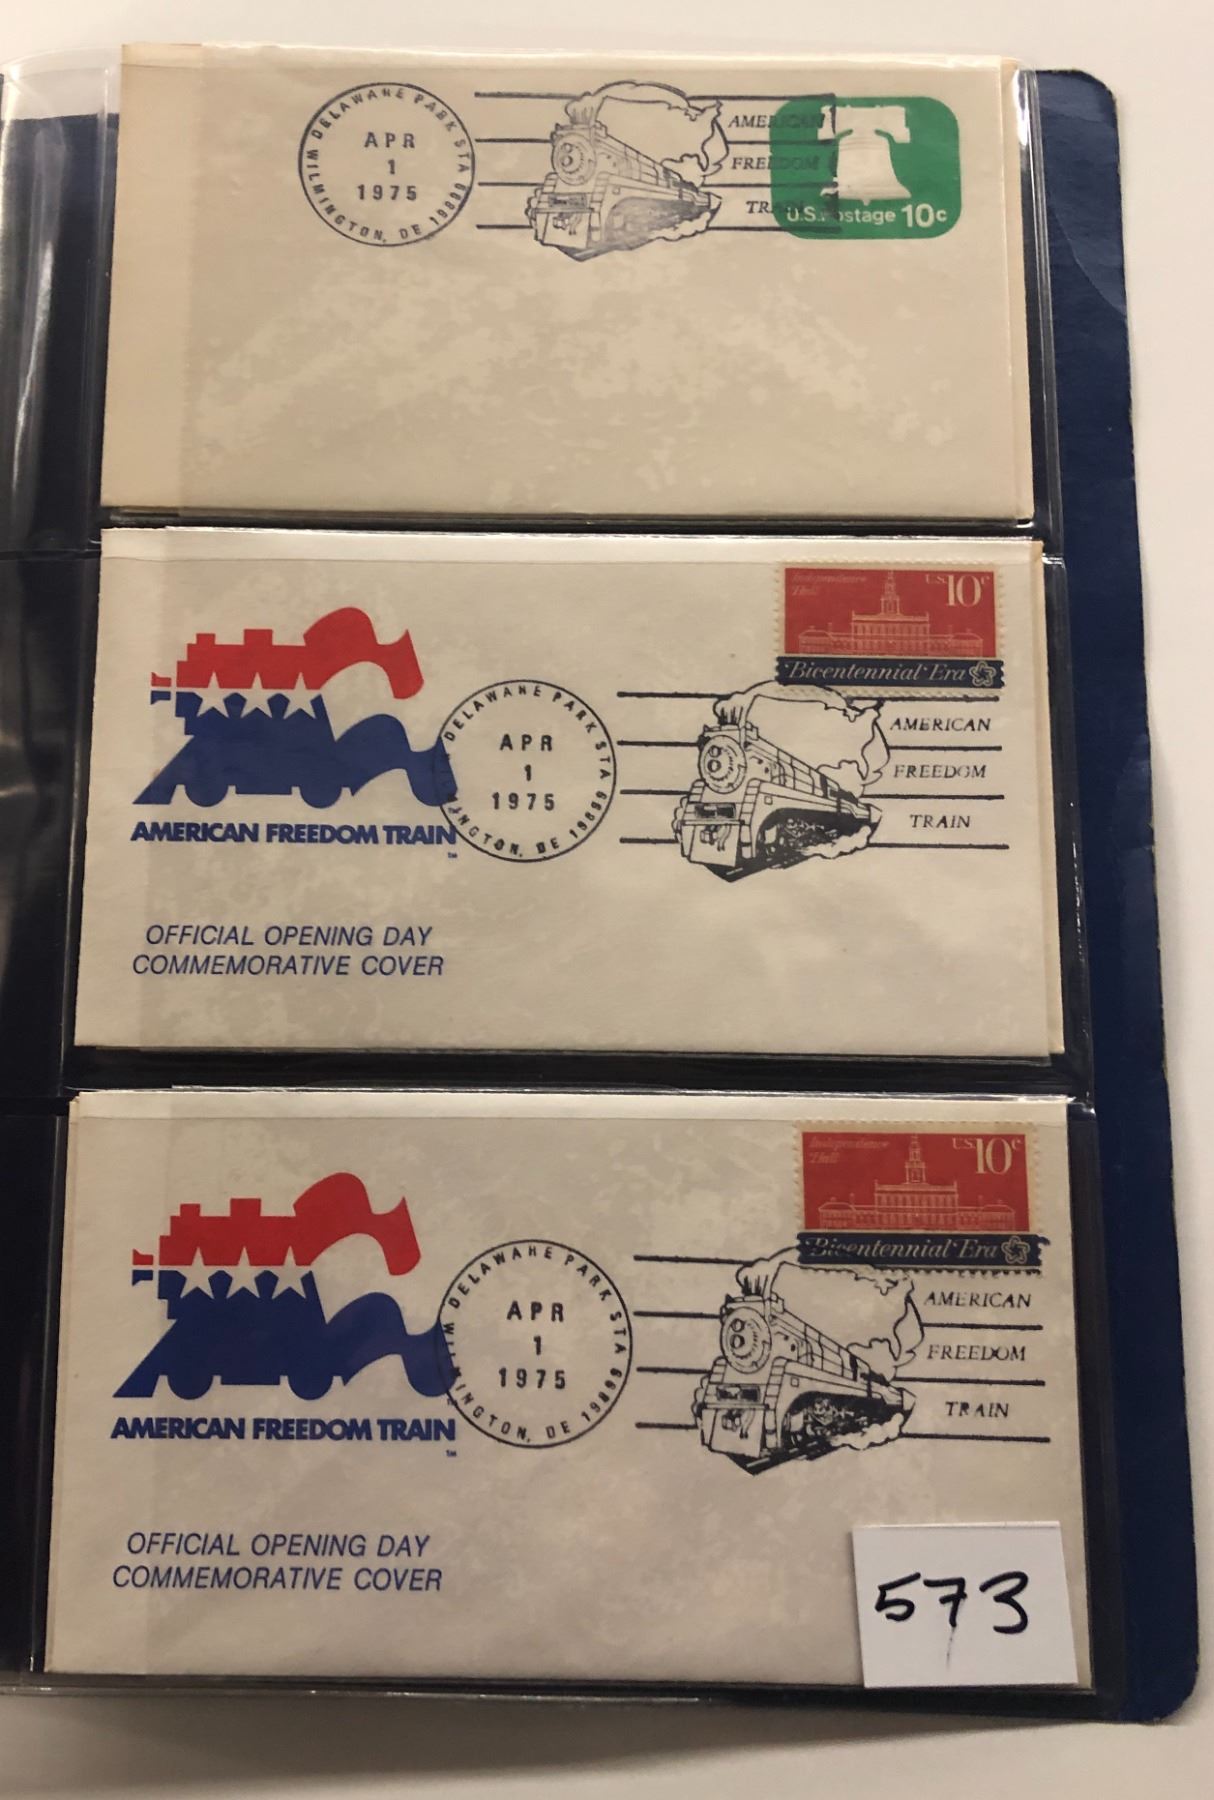 DELAWARE PARK STA
APR
1
1975
WILMINGTON, DE 19899
AMERICAN
FREEDOM
TRAIN
U.S. Postage 10c
Independence
Hall
U.S. 10c
Bicentennial Era
AMERICAN FREEDOM TRAIN
TM
DELAWARE PARK STA
APR
1
1975
WILMINGTON, DE 19899
AMERICAN
FREEDOM
TRAIN
OFFICIAL OPENING DAY
COMMEMORATIVE COVER
Independence
Hall
U.S. 10c
Bicentennial Era
AMERICAN FREEDOM TRAIN
TM
DELAWARE PARK STA
APR
1
1975
WILMINGTON, DE 19899
AMERICAN
FREEDOM
TRAIN
OFFICIAL OPENING DAY
COMMEMORATIVE COVER
573